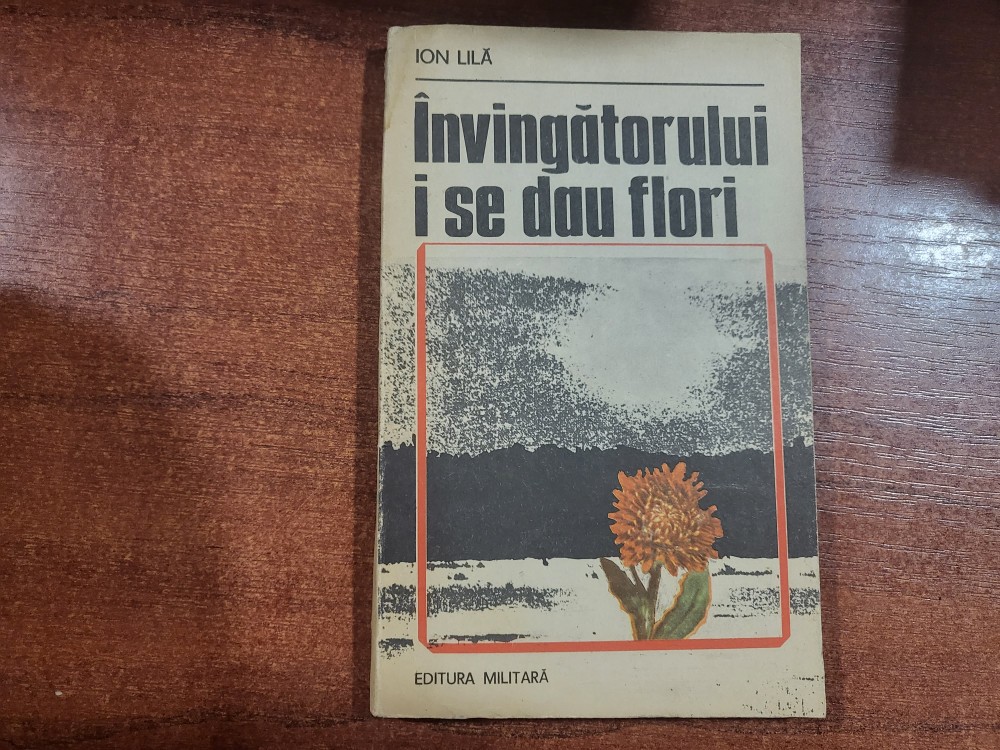 ION LILĂ
Învingătorului
i se dau flori
EDITURA MILITARĂ